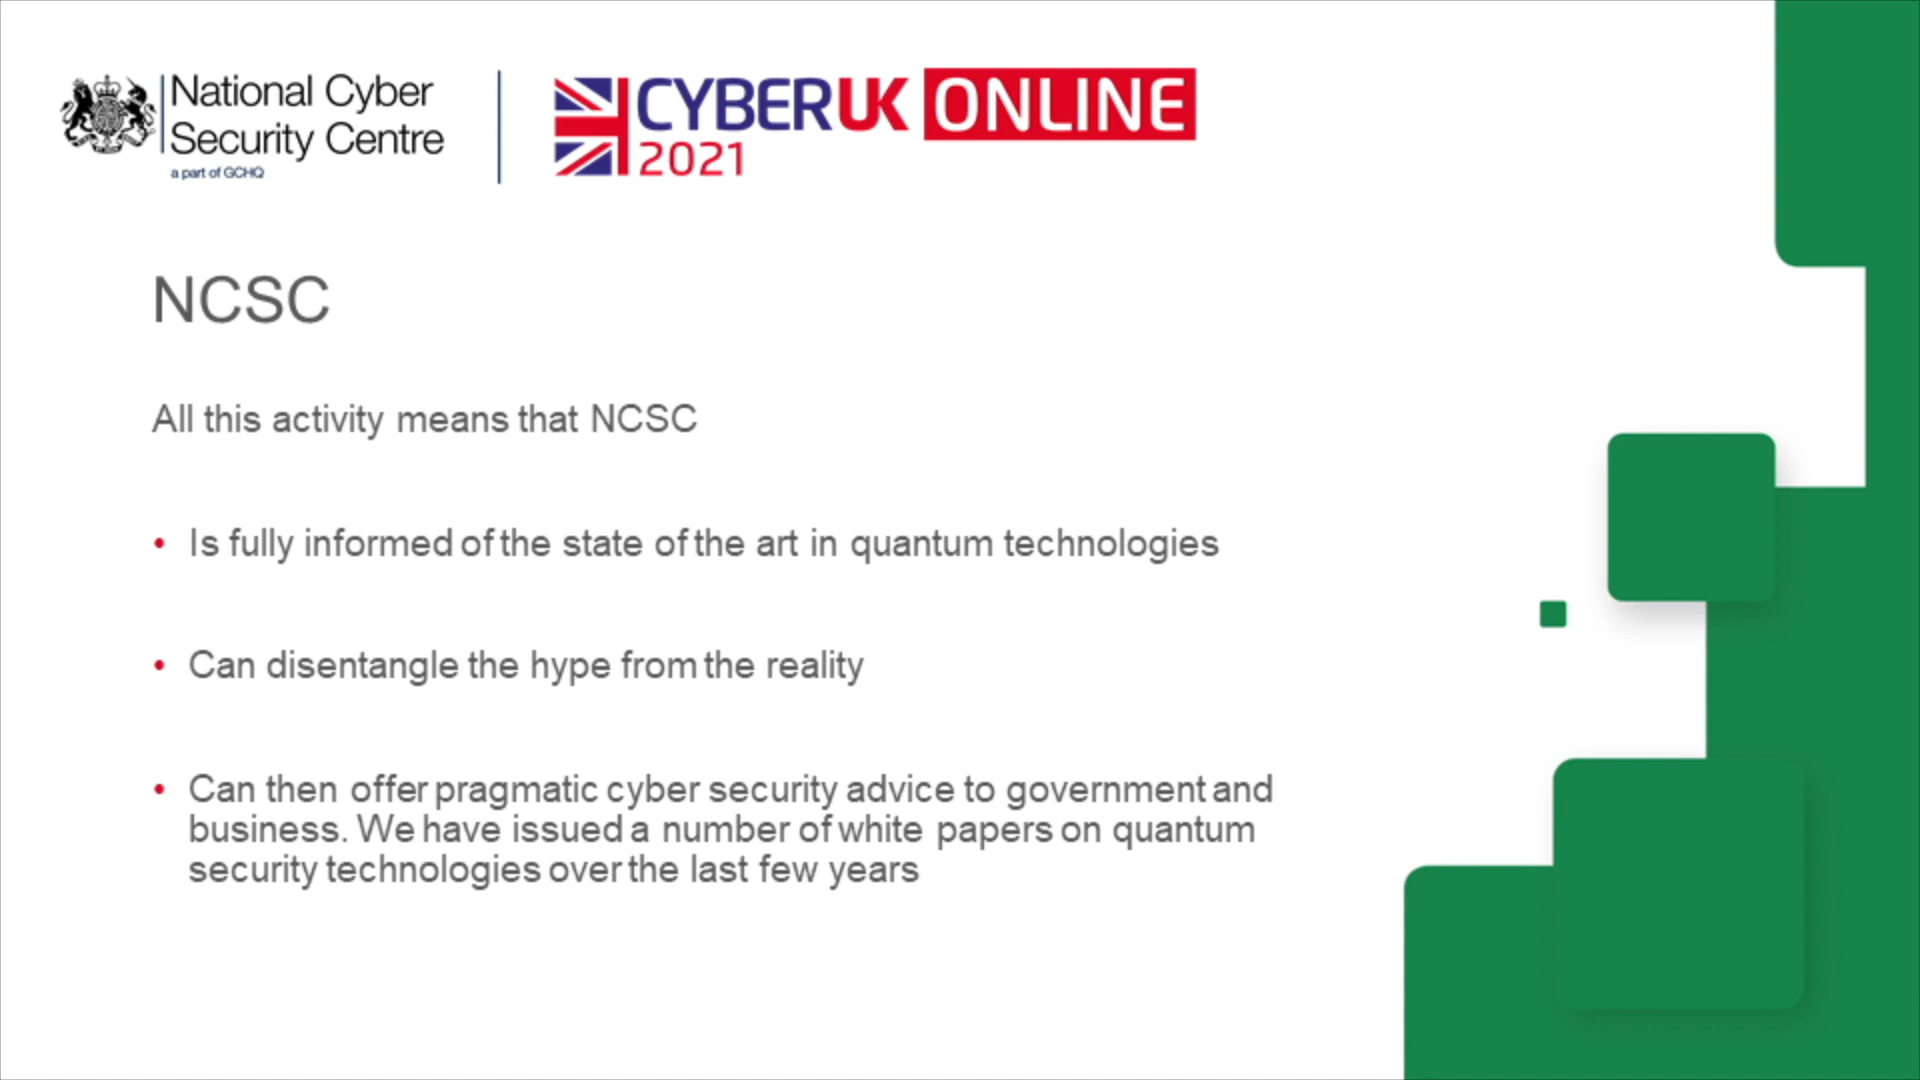 National Cyber
Security Centre
a part of GCHQ
CYBERUK ONLINE
2021
NCSC
All this activity means that NCSC
• Is fully informed of the state of the art in quantum technologies
• Can disentangle the hype from the reality
• Can then offer pragmatic cyber security advice to government and
business. We have issued a number of white papers on quantum
security technologies over the last few years